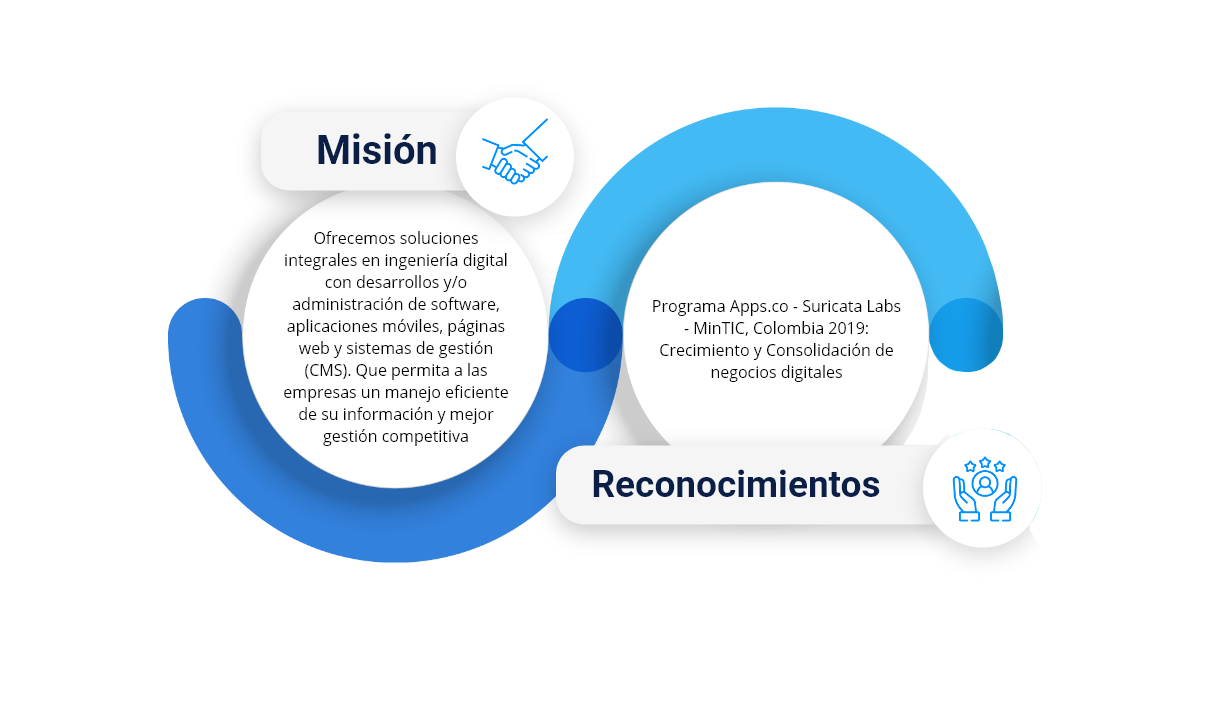 Misión
Ofrecemos soluciones
integrales en ingeniería digital
con desarrollos y/o
administración de software,
aplicaciones móviles, páginas
web y sistemas de gestión
(CMS). Que permita a las
empresas un manejo eficiente
de su información y mejor
gestión competitiva
Programa Apps.co - Suricata Labs
- MinTIC, Colombia 2019:
Crecimiento y Consolidación de
negocios digitales
Reconocimientos